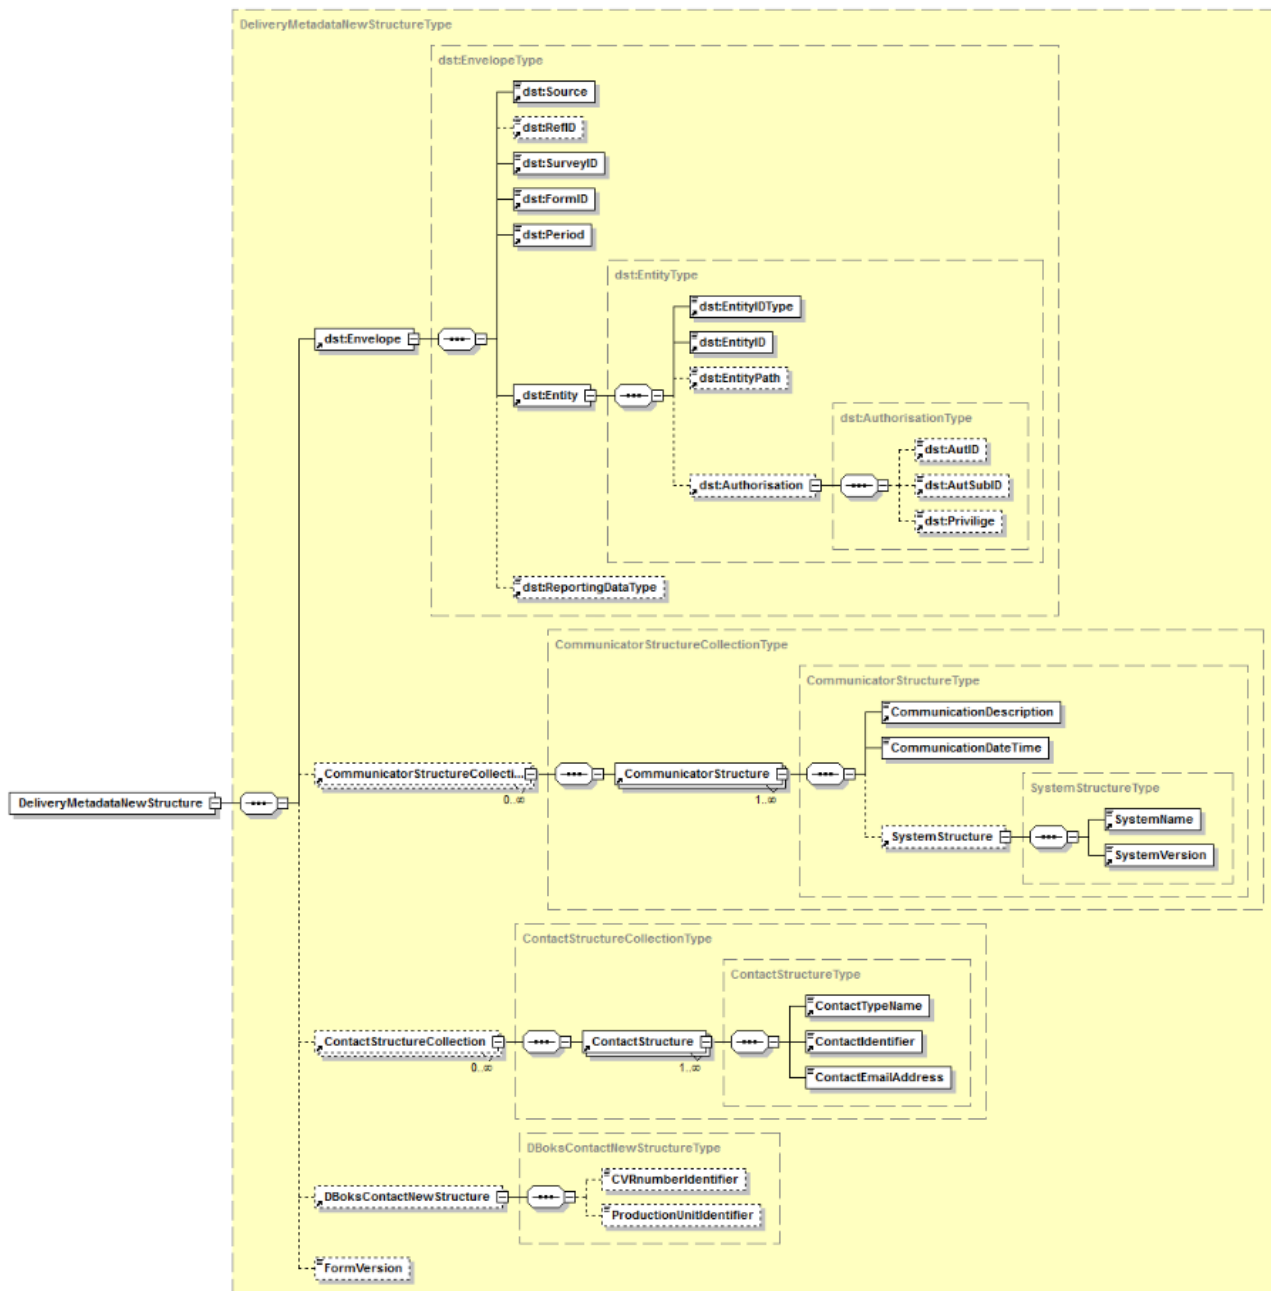 DeliveryMetadataNewStructureType
dst:EnvelopeType
dst:Source
dst:RefID
dst:SurveyID
dst:FormID
dst:Period
dst:EntityType
dst:EntityIDType
dst:Envelope
dst:EntityID
dst:EntityPath
dst:Entity
dst:AuthorisationType
dst:AutID
dst:Authorisation
dst:AutSubID
dst:Privilige
dst:ReportingDataType
CommunicatorStructureCollectionType
CommunicatorStructureType
CommunicationDescription
CommunicationDateTime
CommunicatorStructureCollecti...
CommunicatorStructure
0..∞
1..∞
SystemStructureType
DeliveryMetadataNewStructure
SystemName
SystemStructure
SystemVersion
ContactStructureCollectionType
ContactStructureType
ContactTypeName
ContactStructureCollection
ContactStructure
ContactIdentifier
0..∞
1..∞
ContactEmailAddress
DBoksContactNewStructureType
CVRnumberIdentifier
DBoksContactNewStructure
ProductionUnitIdentifier
FormVersion